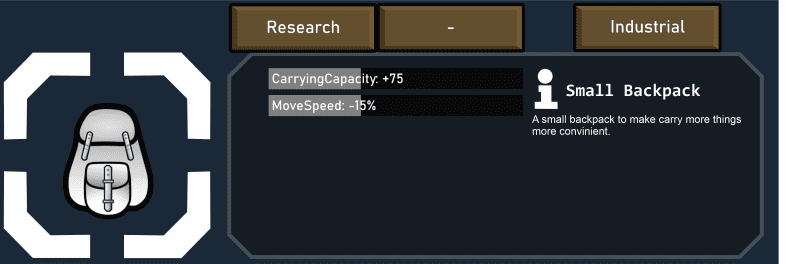 Research
-
Industrial
CarryingCapacity: +75
MoveSpeed: -15%
Small Backpack
A small backpack to make carry more things
more convinient.